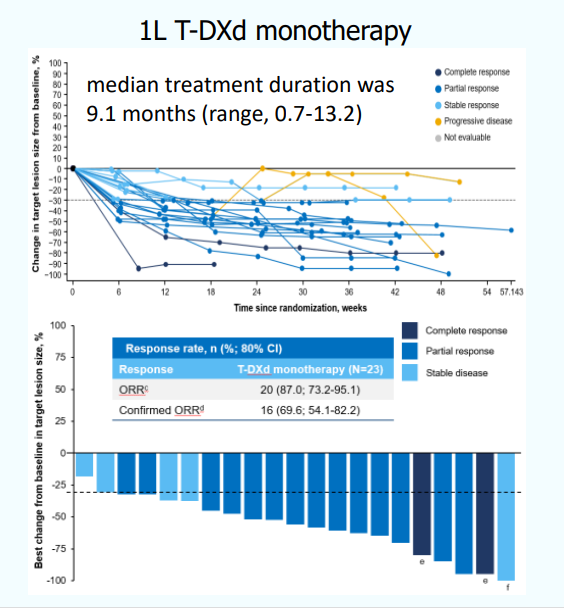 1L T-DXd monotherapy
Change in target lesion size from baseline, %
100
90
80
70
60
50
40
30
20
10
0
-10
-20
-30
-40
-50
-60
-70
-80
-90
-100
median treatment duration was
9.1 months (range, 0.7-13.2)
Complete response
Partial response
Stable response
Progressive disease
Not evaluable
0 6 12 18 24 30 36 42 48 54 57.143
Time since randomization, weeks
Best change from baseline in target lesion size, %
100
75
50
25
0
-25
-50
-75
-100
Response rate, n (%; 80% CI)
Response T-DXd monotherapy (N=23)
ORRᶜ 20 (87.0; 73.2-95.1)
Confirmed ORRᵈ 16 (69.6; 54.1-82.2)
Complete response
Partial response
Stable disease
e
e
f